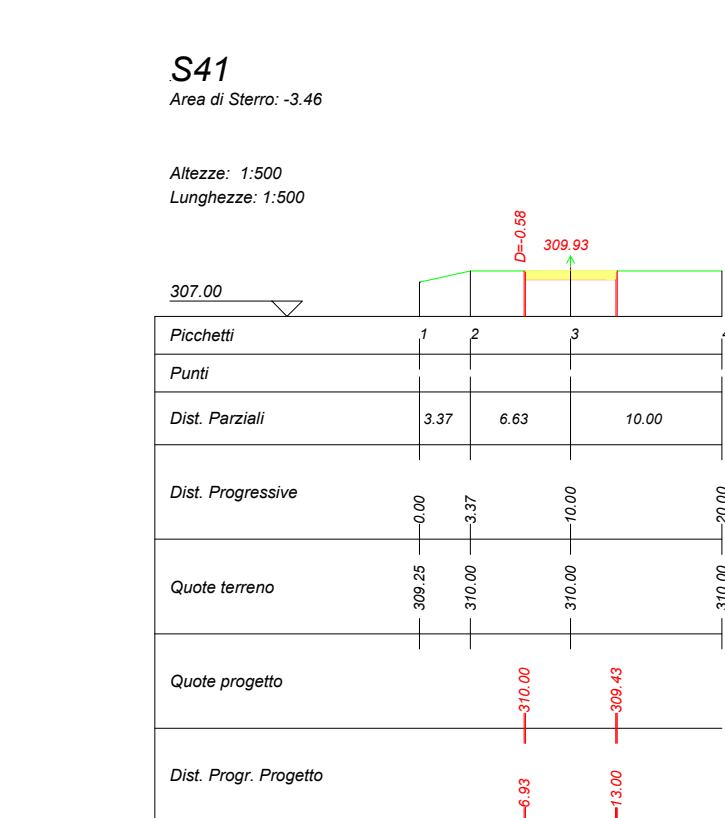 S41
Area di Sterro: -3.46
Altezze: 1:500
Lunghezze: 1:500
D=-0.58
309.93
307.00
Picchetti 1 2 3 4
Punti
Dist. Parziali 3.37 6.63 10.00
Dist. Progressive 0.00 3.37 10.00 20.00
Quote terreno 309.25 310.00 310.00 310.00
Quote progetto 310.00 309.43
Dist. Progr. Progetto 6.93 13.00